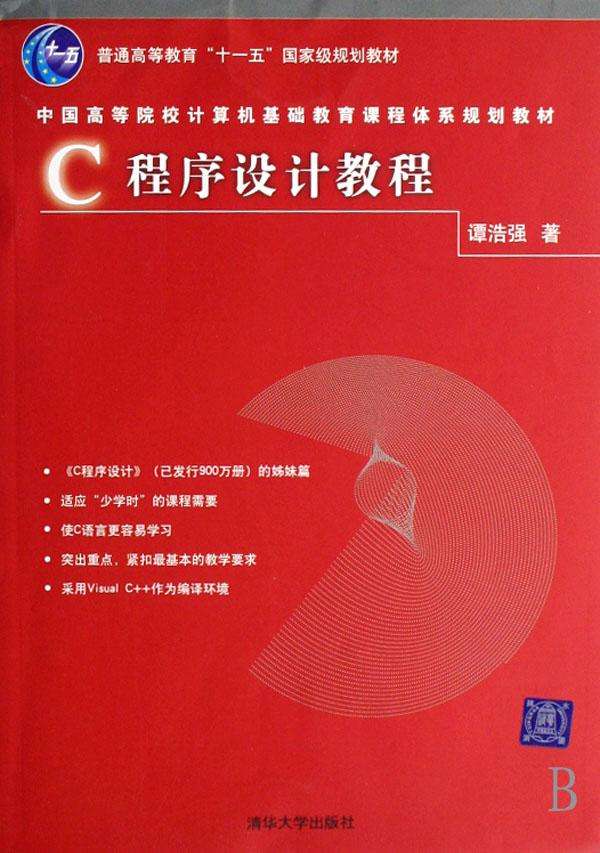 十一五
普通高等教育“十一五”国家级规划教材
中国高等院校计算机基础教育课程体系规划教材
C 程序设计教程
谭浩强 著
• 《C程序设计》（已发行900万册）的姊妹篇
• 适应“少学时”的课程需要
• 使C语言更容易学习
• 突出重点，紧扣最基本的教学要求
• 采用Visual C++作为编译环境
B
清华大学出版社